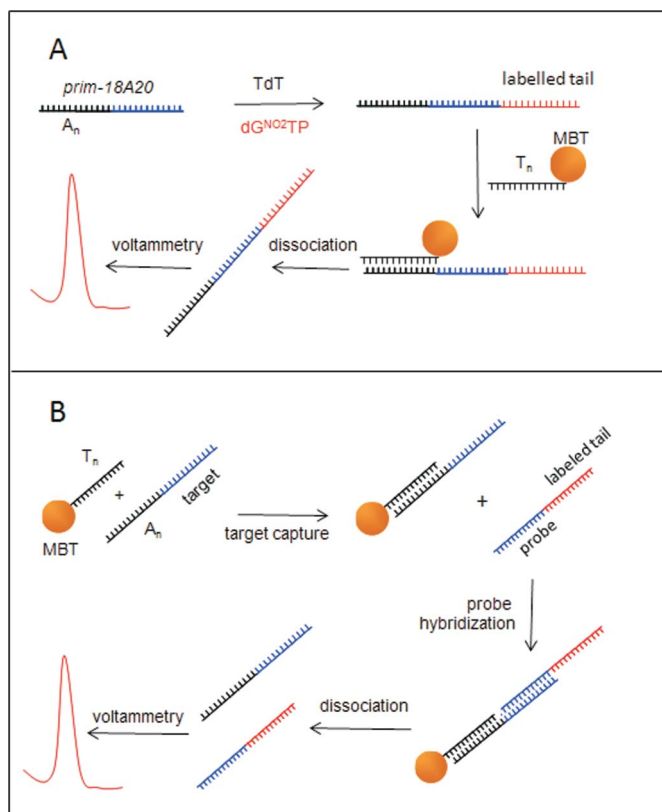 A
prim-18A20
TdT
labelled tail
Aₙ
dGᴺᴼ²TP
MBT
Tₙ
voltammetry
dissociation
B
Tₙ
+
target
labeled tail
Aₙ
+
MBT
target capture
probe
probe
hybridization
dissociation
voltammetry